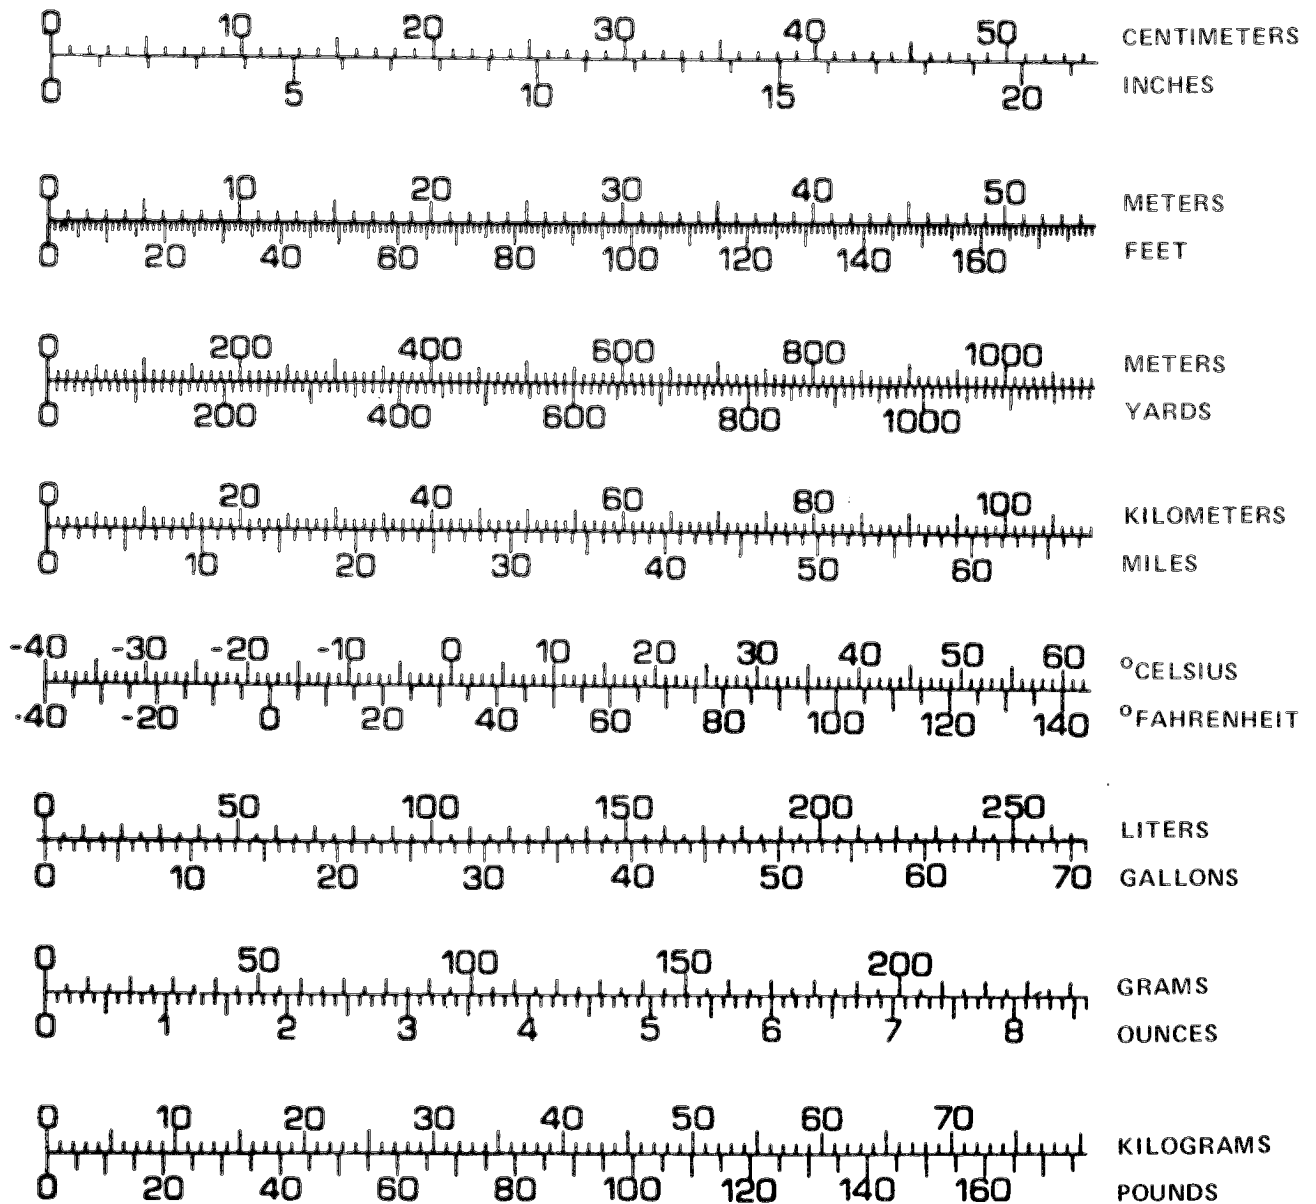 0 10 20 30 40 50 CENTIMETERS
0 5 10 15 20 INCHES
0 10 20 30 40 50 METERS
0 20 40 60 80 100 120 140 160 FEET
0 200 400 600 800 1000 METERS
0 200 400 600 800 1000 YARDS
0 20 40 60 80 100 KILOMETERS
0 10 20 30 40 50 60 MILES
-40 -30 -20 -10 0 10 20 30 40 50 60 °CELSIUS
-40 -20 0 20 40 60 80 100 120 140 °FAHRENHEIT
0 50 100 150 200 250 LITERS
0 10 20 30 40 50 60 70 GALLONS
0 50 100 150 200 GRAMS
0 1 2 3 4 5 6 7 8 OUNCES
0 10 20 30 40 50 60 70 KILOGRAMS
0 20 40 60 80 100 120 140 160 POUNDS